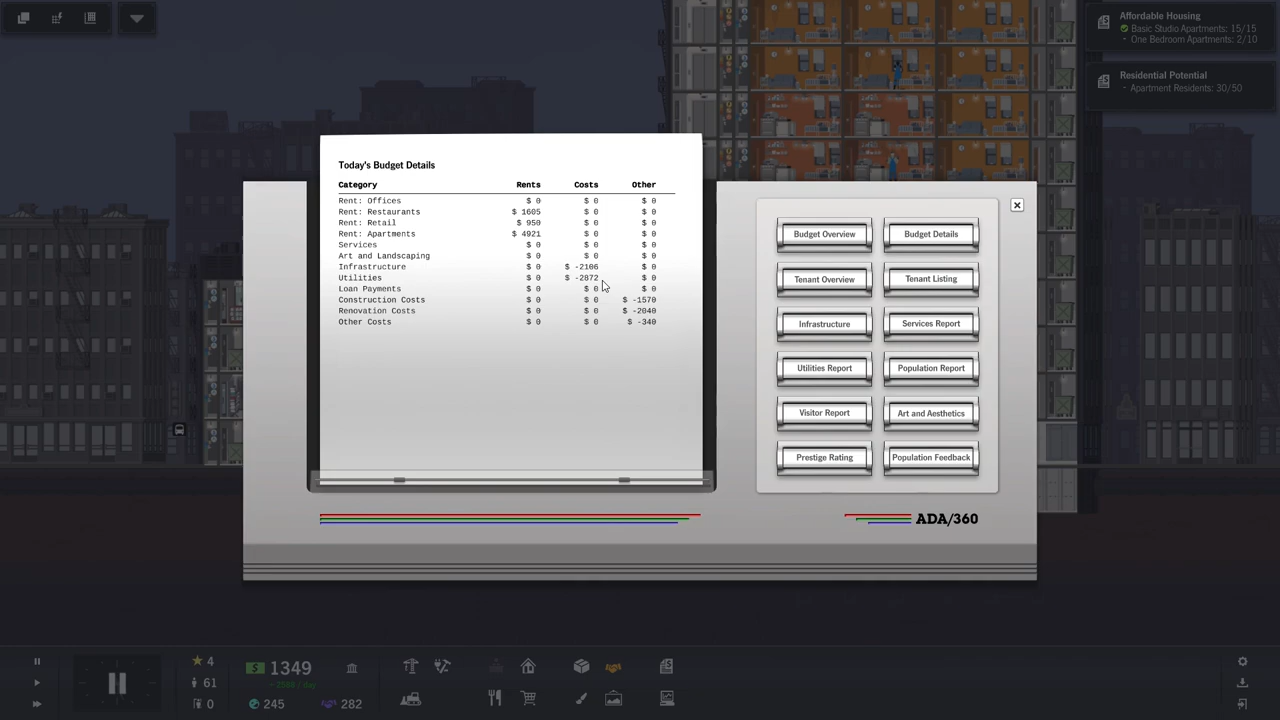 Affordable Housing
Basic Studio Apartments: 15/15
- One Bedroom Apartments: 2/10
Residential Potential
- Apartment Residents: 30/50
Today's Budget Details
Category Rents Costs Other
Rent: Offices $ 0 $ 0 $ 0
Rent: Restaurants $ 1605 $ 0 $ 0
Rent: Retail $ 950 $ 0 $ 0
Rent: Apartments $ 4921 $ 0 $ 0
Services $ 0 $ 0 $ 0
Art and Landscaping $ 0 $ 0 $ 0
Infrastructure $ 0 $ -2106 $ 0
Utilities $ 0 $ -2872 $ 0
Loan Payments $ 0 $ 0 $ 0
Construction Costs $ 0 $ 0 $ -1570
Renovation Costs $ 0 $ 0 $ -2040
Other Costs $ 0 $ 0 $ -340
Budget Overview Budget Details
Tenant Overview Tenant Listing
Infrastructure Services Report
Utilities Report Population Report
Visitor Report Art and Aesthetics
Prestige Rating Population Feedback
ADA/360
4
61
0
$ 1349
245 282